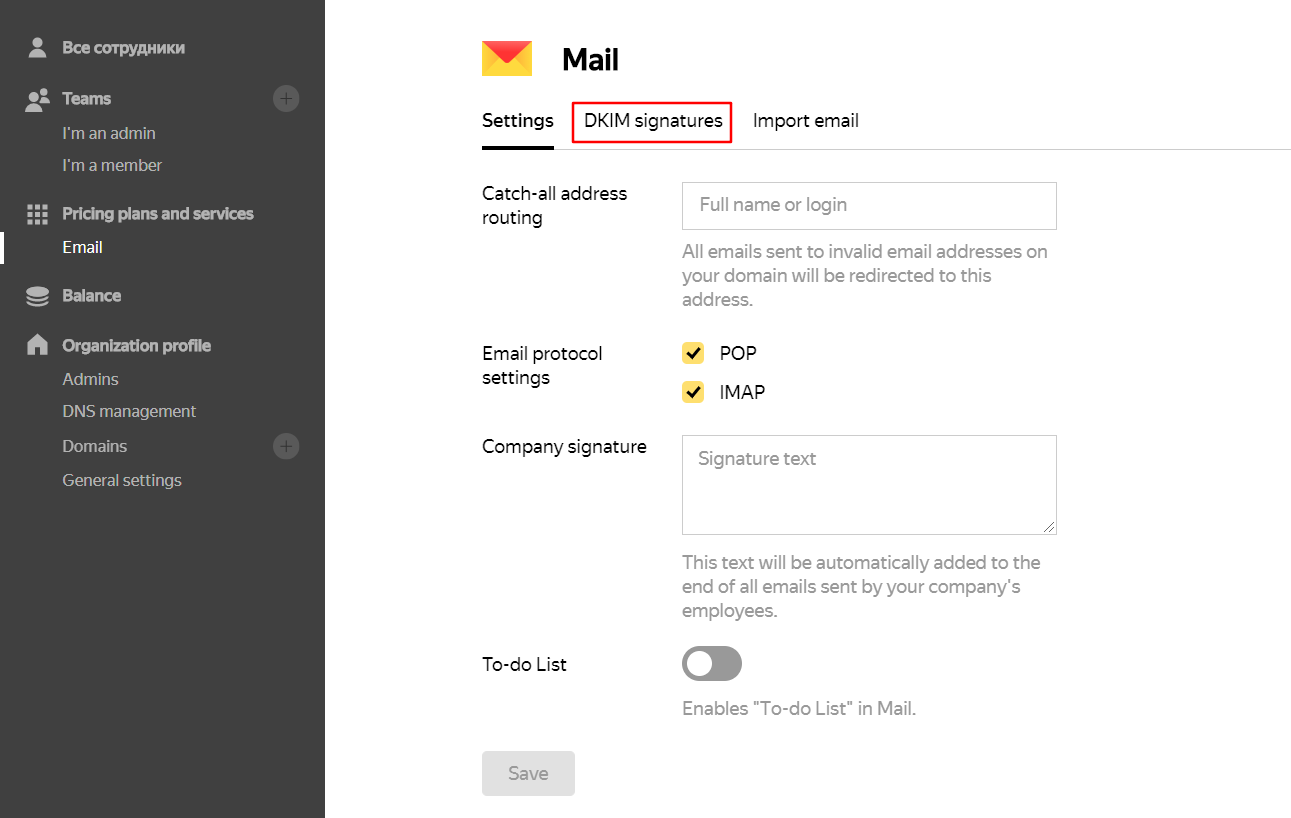 Все сотрудники
Teams
I'm an admin
I'm a member
Pricing plans and services
Email
Balance
Organization profile
Admins
DNS management
Domains
General settings
Mail
Settings
DKIM signatures
Import email
Catch-all address
routing
Full name or login
All emails sent to invalid email addresses on
your domain will be redirected to this
address.
Email protocol
settings
POP
IMAP
Company signature
Signature text
This text will be automatically added to the
end of all emails sent by your company's
employees.
To-do List
Enables "To-do List" in Mail.
Save